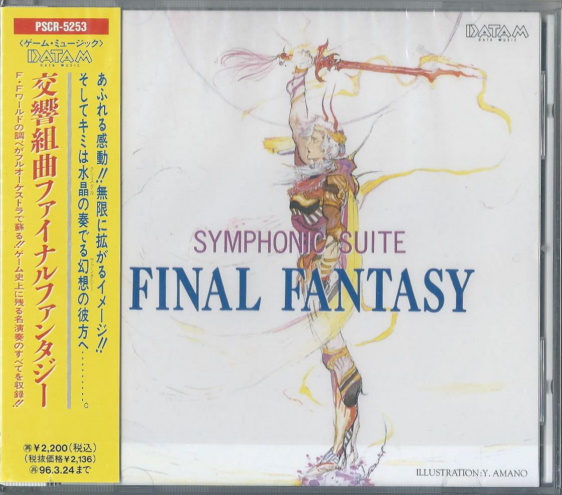 PSCR-5253
〈ゲーム・ミュージック〉
DATAM
Data Music
交響組曲ファイナルファンタジー
F・Fワールドの調べがフルオーケストラで蘇る!!ゲーム史上に残る名演奏のすべてを収録!!
あふれる感動!!無限に拡がるイメージ!!
そしてキミは水晶の奏でる幻想の彼方へ………。
¥2,200(税込)
(税抜価格¥2,136)
96.3.24まで
DATAM
Data Music
SYMPHONIC SUITE
FINAL FANTASY
ILLUSTRATION:Y. AMANO